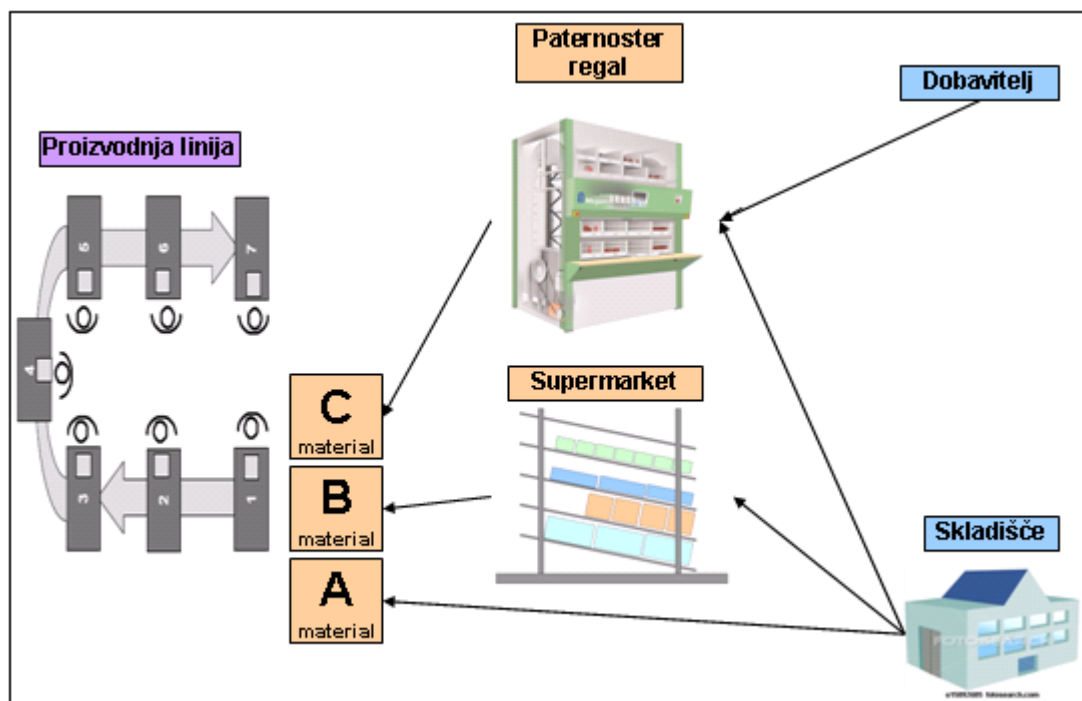 Paternoster
regal
Dobavitelj
Proizvodnja linija
5
6
7
4
3
2
1
C
material
B
material
A
material
Supermarket
Skladišče